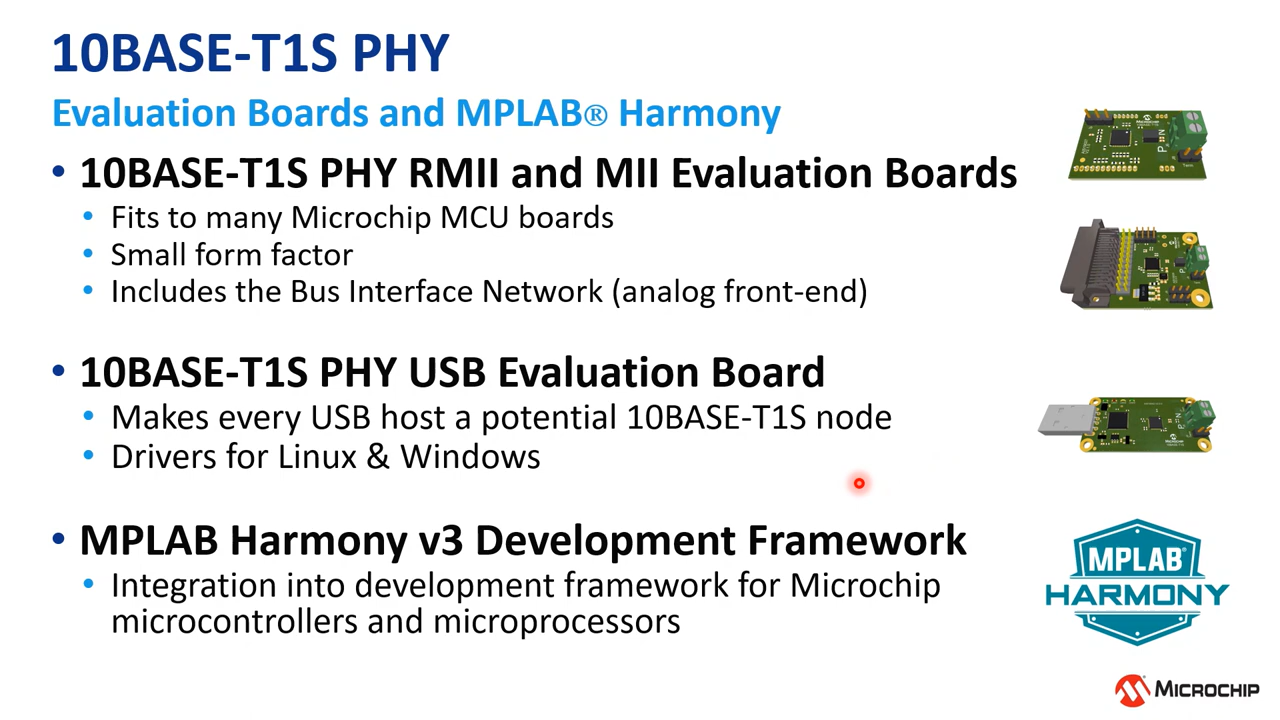 10BASE-T1S PHY
Evaluation Boards and MPLAB® Harmony
• 10BASE-T1S PHY RMII and MII Evaluation Boards
• Fits to many Microchip MCU boards
• Small form factor
• Includes the Bus Interface Network (analog front-end)
• 10BASE-T1S PHY USB Evaluation Board
• Makes every USB host a potential 10BASE-T1S node
• Drivers for Linux & Windows
• MPLAB Harmony v3 Development Framework
• Integration into development framework for Microchip
microcontrollers and microprocessors
MPLAB®
HARMONY
MICROCHIP